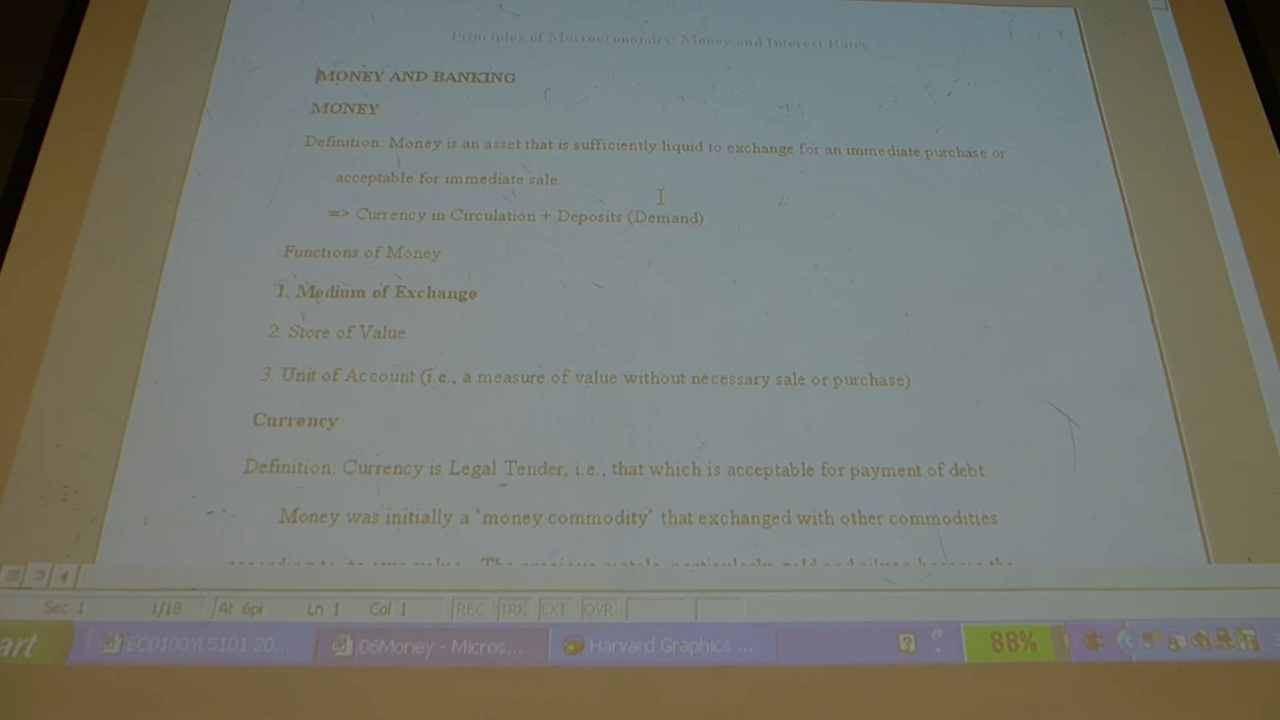 Principles of Macroeconomics: Money and Interest Rates
MONEY AND BANKING
MONEY
Definition: Money is an asset that is sufficiently liquid to exchange for an immediate purchase or
acceptable for immediate sale.
=> Currency in Circulation + Deposits (Demand)
Functions of Money
1. Medium of Exchange
2. Store of Value
3. Unit of Account (i.e., a measure of value without necessary sale or purchase)
Currency
Definition: Currency is Legal Tender, i.e., that which is acceptable for payment of debt.
Money was initially a 'money commodity' that exchanged with other commodities
Sec 1 1/18 At 6pi Ln 1 Col 1 REC TRK EXT OVR
art ECO100YL5101 20... 06Money - Micros... Harvard Graphics ... 88%